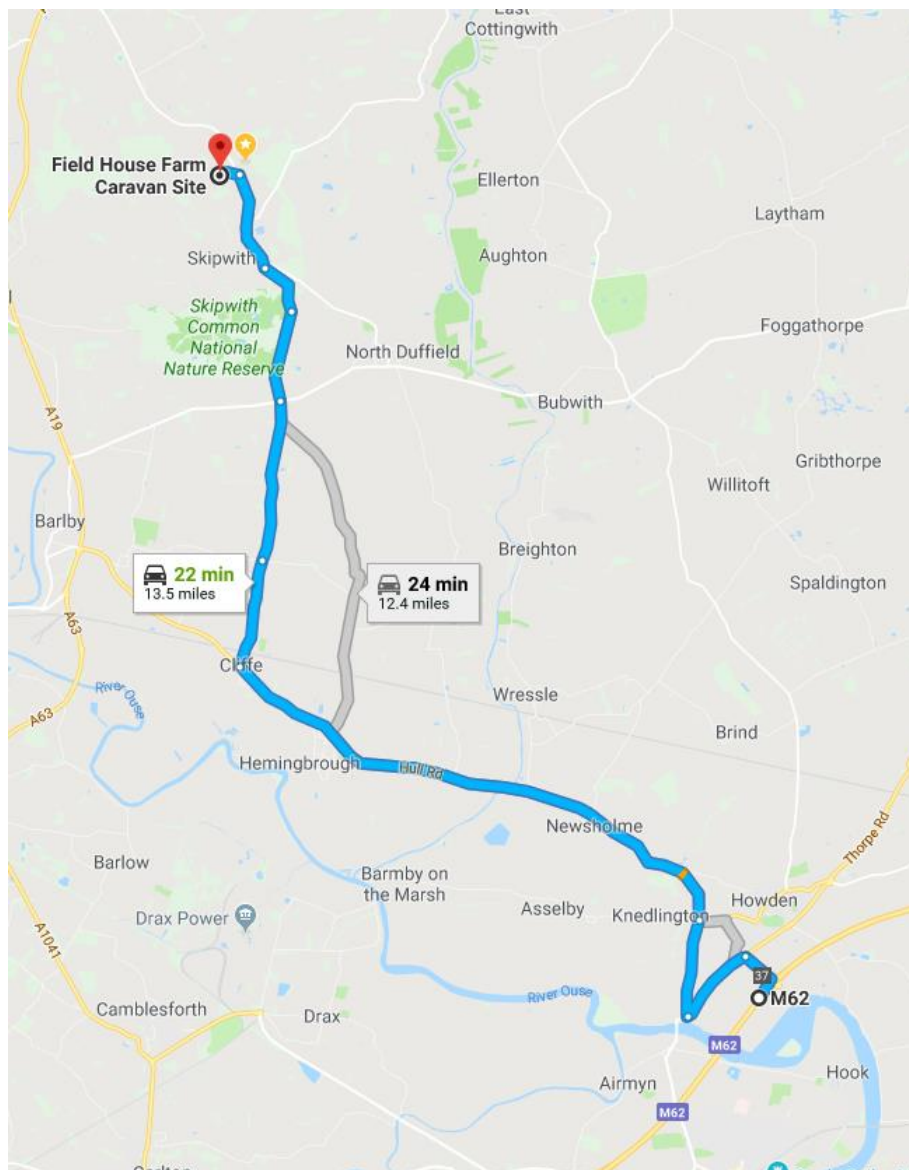 East
Cottingwith
Field House Farm
Caravan Site
Ellerton
Laytham
Skipwith
Aughton
Skipwith
Common
National
Nature Reserve
Foggathorpe
North Duffield
A19
Bubwith
Gribthorpe
Willitoft
Barlby
Breighton
22 min
13.5 miles
24 min
12.4 miles
Spaldington
A63
Cliffe
River Ouse
Wressle
A63
Brind
Hemingbrough
Hull Rd
Newsholme
Thorpe Rd
Barlow
Barmby on
the Marsh
Howden
Asselby
Knedlington
Drax Power
A1041
37
M62
River Ouse
Camblesforth
Drax
M62
Hook
Airmyn
M62
Carlton